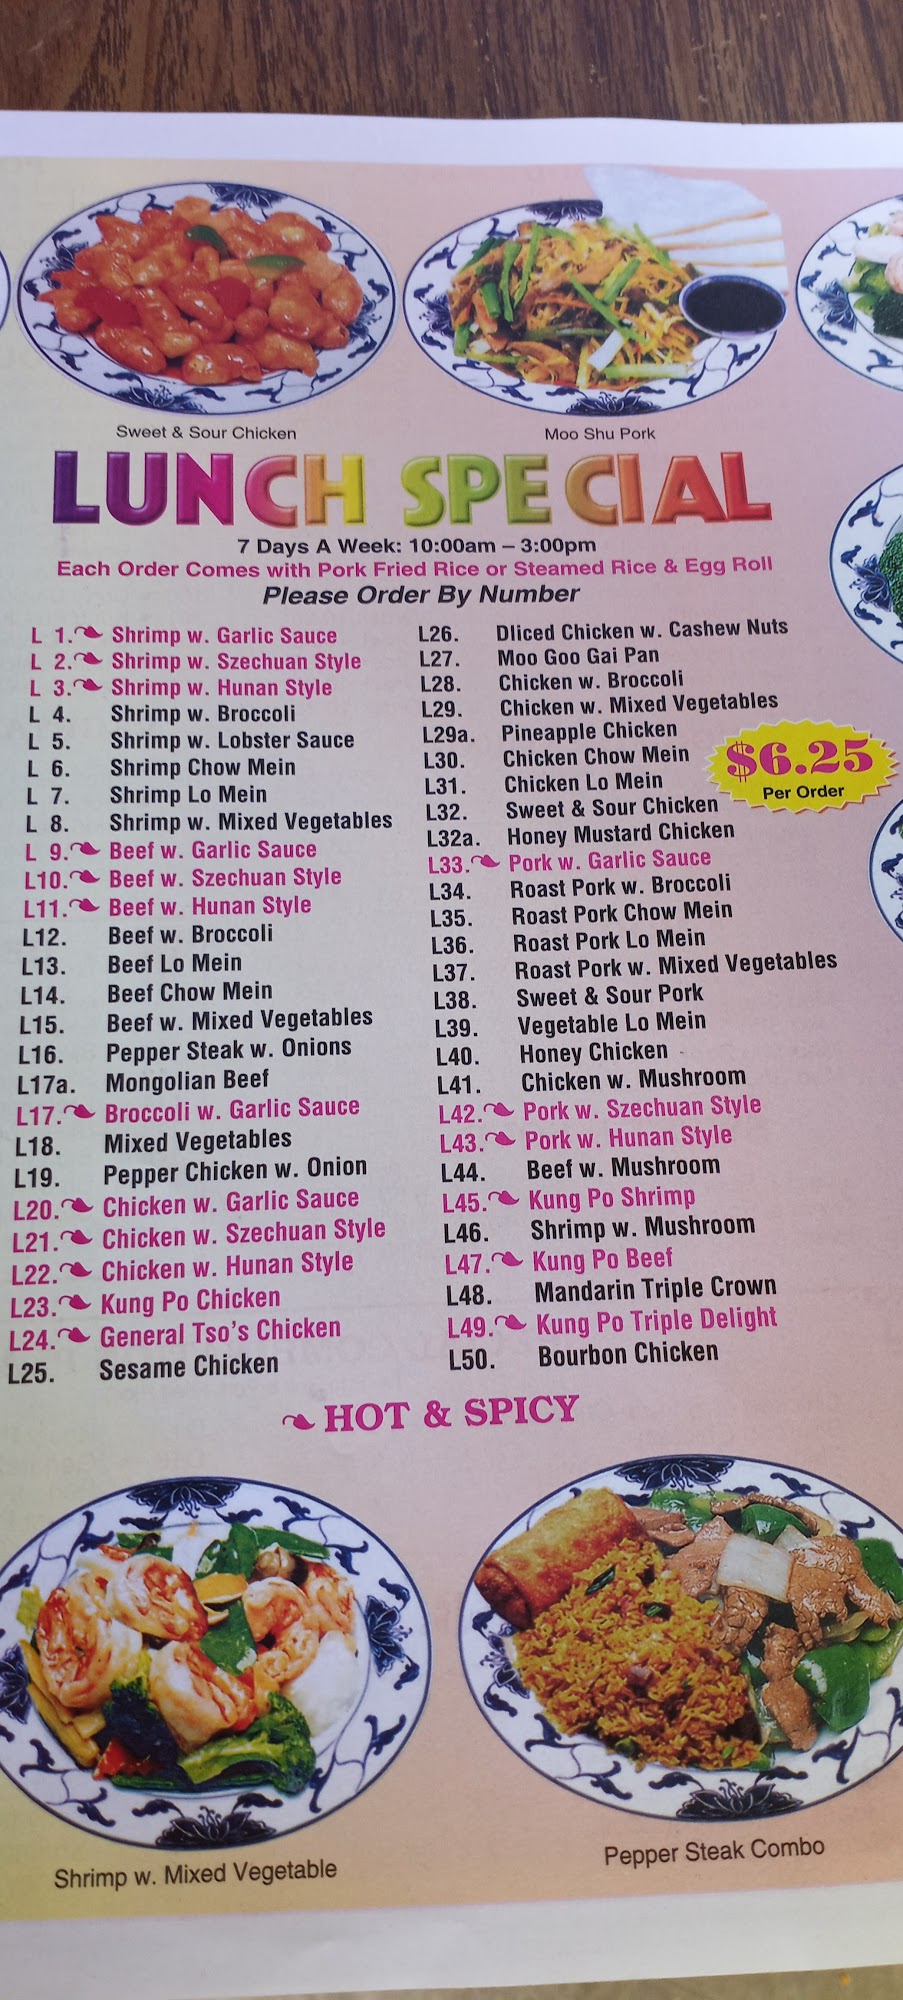 Sweet & Sour Chicken
Moo Shu Pork
LUNCH SPECIAL
7 Days A Week: 10:00am – 3:00pm
Each Order Comes with Pork Fried Rice or Steamed Rice & Egg Roll
Please Order By Number
L 1. Shrimp w. Garlic Sauce
L 2. Shrimp w. Szechuan Style
L 3. Shrimp w. Hunan Style
L 4. Shrimp w. Broccoli
L 5. Shrimp w. Lobster Sauce
L 6. Shrimp Chow Mein
L 7. Shrimp Lo Mein
L 8. Shrimp w. Mixed Vegetables
L 9. Beef w. Garlic Sauce
L10. Beef w. Szechuan Style
L11. Beef w. Hunan Style
L12. Beef w. Broccoli
L13. Beef Lo Mein
L14. Beef Chow Mein
L15. Beef w. Mixed Vegetables
L16. Pepper Steak w. Onions
L17a. Mongolian Beef
L17. Broccoli w. Garlic Sauce
L18. Mixed Vegetables
L19. Pepper Chicken w. Onion
L20. Chicken w. Garlic Sauce
L21. Chicken w. Szechuan Style
L22. Chicken w. Hunan Style
L23. Kung Po Chicken
L24. General Tso's Chicken
L25. Sesame Chicken
L26. Dliced Chicken w. Cashew Nuts
L27. Moo Goo Gai Pan
L28. Chicken w. Broccoli
L29. Chicken w. Mixed Vegetables
L29a. Pineapple Chicken
L30. Chicken Chow Mein
L31. Chicken Lo Mein
L32. Sweet & Sour Chicken
L32a. Honey Mustard Chicken
L33. Pork w. Garlic Sauce
L34. Roast Pork w. Broccoli
L35. Roast Pork Chow Mein
L36. Roast Pork Lo Mein
L37. Roast Pork w. Mixed Vegetables
L38. Sweet & Sour Pork
L39. Vegetable Lo Mein
L40. Honey Chicken
L41. Chicken w. Mushroom
L42. Pork w. Szechuan Style
L43. Pork w. Hunan Style
L44. Beef w. Mushroom
L45. Kung Po Shrimp
L46. Shrimp w. Mushroom
L47. Kung Po Beef
L48. Mandarin Triple Crown
L49. Kung Po Triple Delight
L50. Bourbon Chicken
$6.25
Per Order
HOT & SPICY
Shrimp w. Mixed Vegetable
Pepper Steak Combo